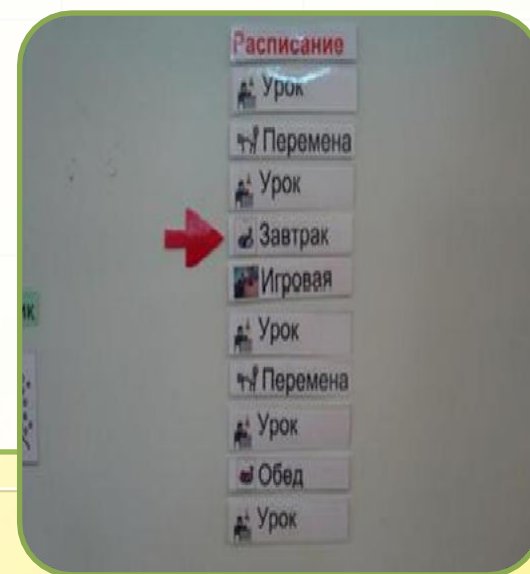 Расписание
Урок
Перемена
Урок
Завтрак
Игровая
Урок
Перемена
Урок
Обед
Урок